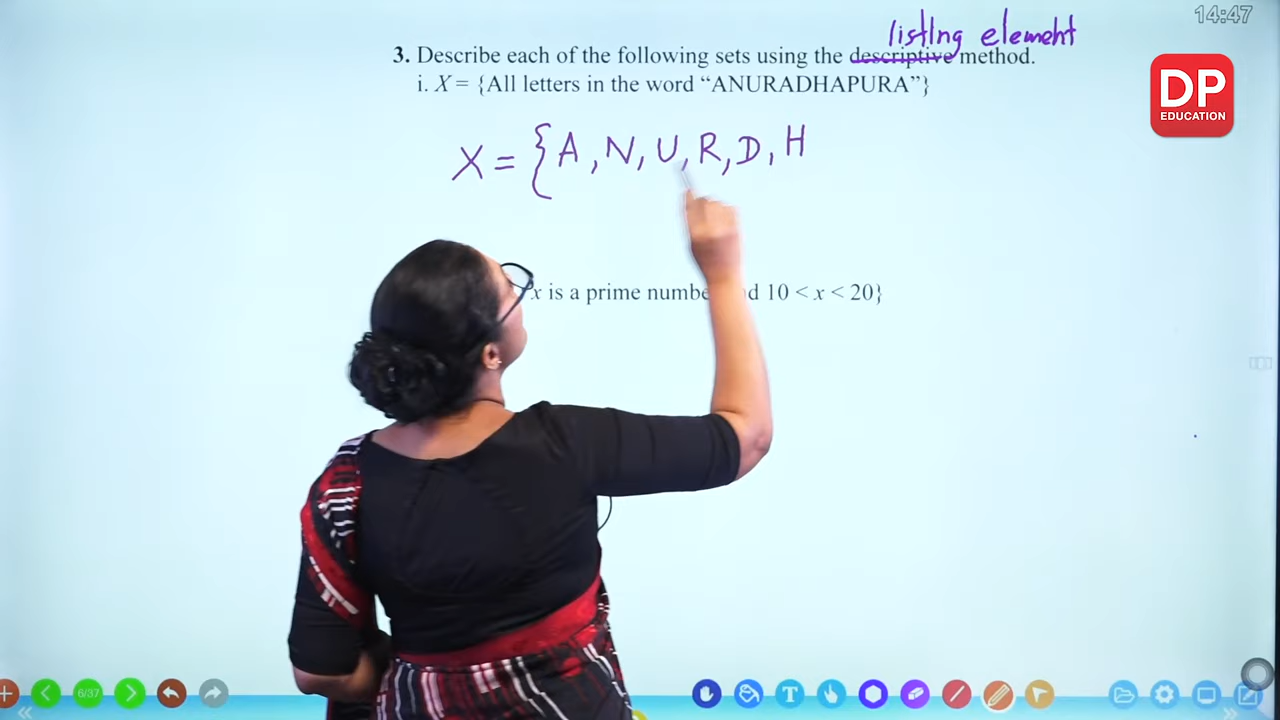 14:47
listing element
3. Describe each of the following sets using the descriptive method.
DP
EDUCATION
i. X = {All letters in the word “ANURADHAPURA”}
X = {A, N, U, R, D, H
x is a prime 10 < x < 20}
6/37
T